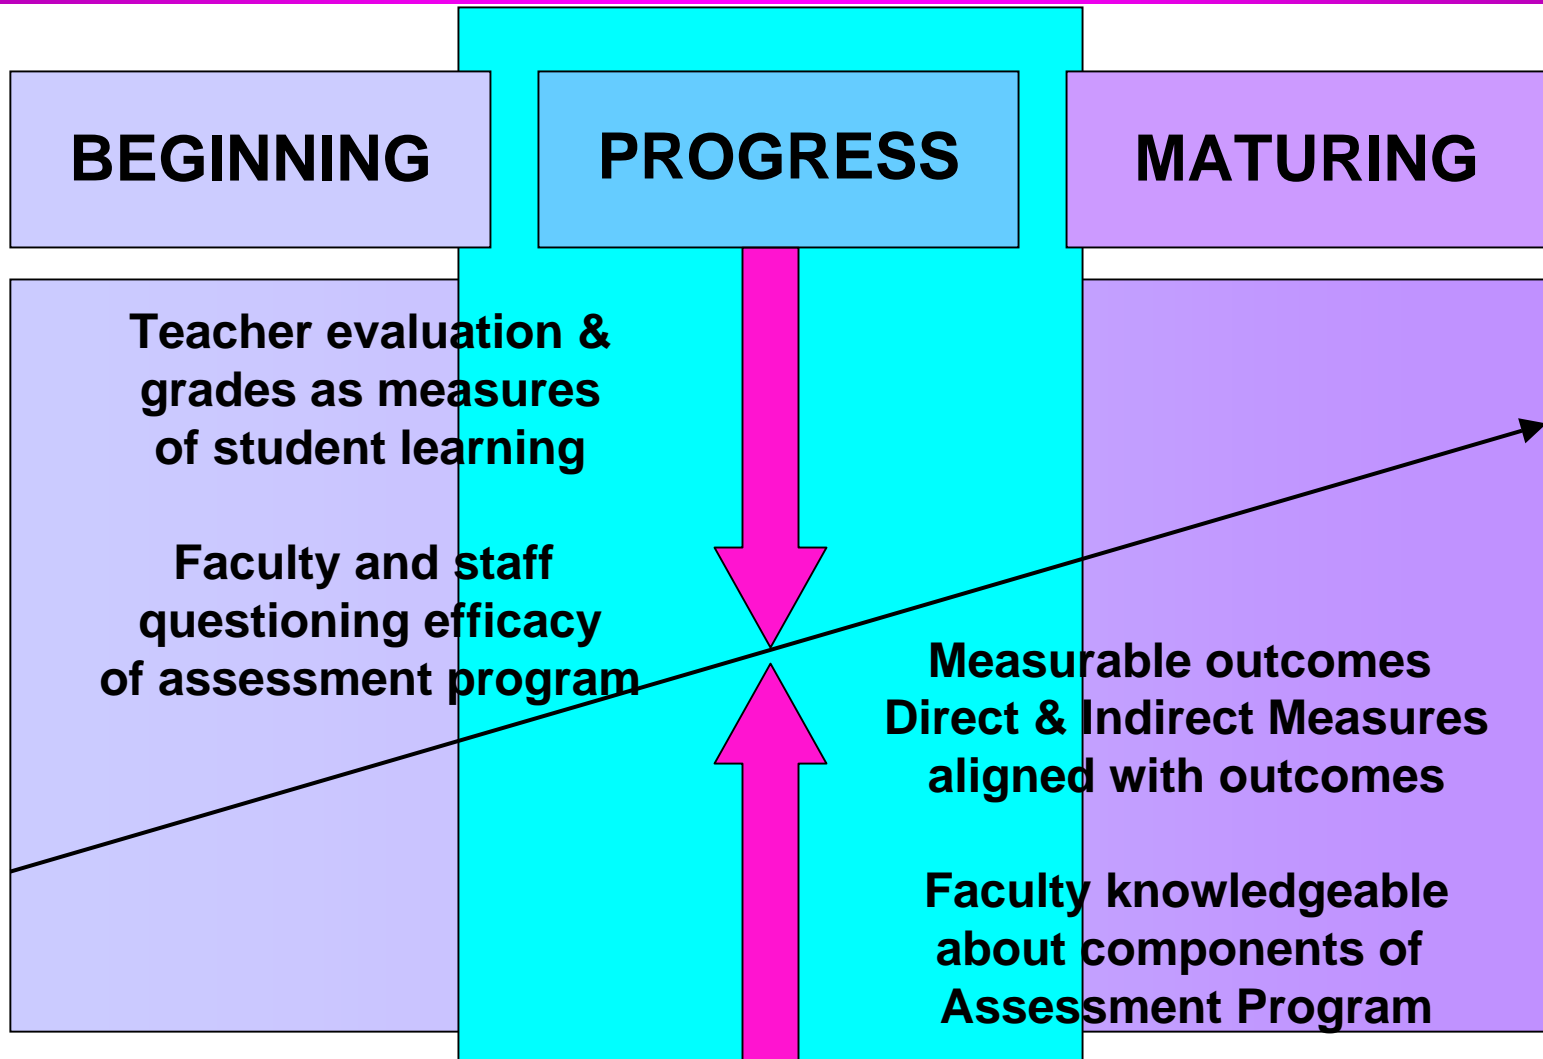 BEGINNING
PROGRESS
MATURING
Teacher evaluation &
grades as measures
of student learning
Faculty and staff
questioning efficacy
of assessment program
Measurable outcomes
Direct & Indirect Measures
aligned with outcomes
Faculty knowledgeable
about components of
Assessment Program